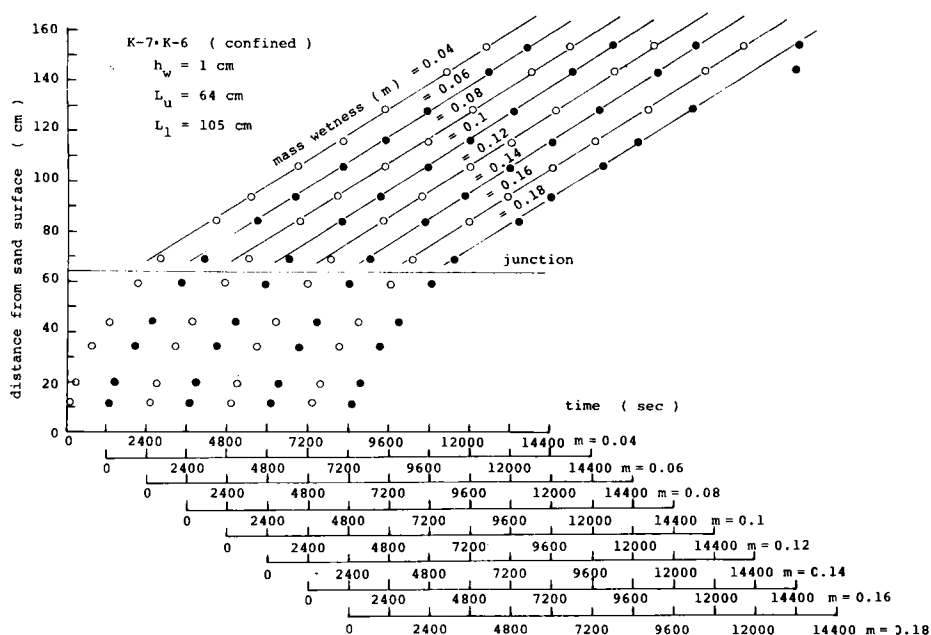 160
140
120
100
80
60
40
20
0
distance from sand surface ( cm )
K-7•K-6 ( confined )
h_w = 1 cm
L_u = 64 cm
L_l = 105 cm
mass wetness ( m ) = 0.04
= 0.06
= 0.08
= 0.1
= 0.12
= 0.14
= 0.16
= 0.18
junction
time ( sec )
0 2400 4800 7200 9600 12000 14400 m = 0.04
0 2400 4800 7200 9600 12000 14400 m = 0.06
0 2400 4800 7200 9600 12000 14400 m = 0.08
0 2400 4800 7200 9600 12000 14400 m = 0.1
0 2400 4800 7200 9600 12000 14400 m = 0.12
0 2400 4800 7200 9600 12000 14400 m = 0.14
0 2400 4800 7200 9600 12000 14400 m = 0.16
0 2400 4800 7200 9600 12000 14400 m = 0.18